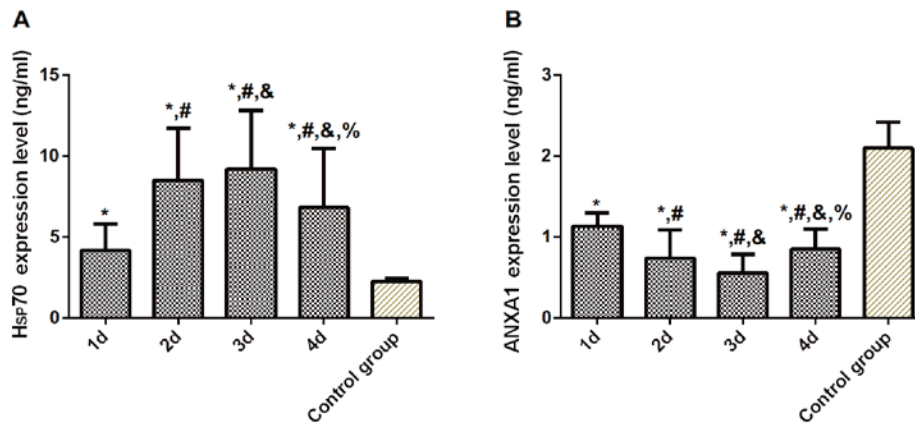 A
Hsp70 expression level (ng/ml)
15
10
5
0
*
*,#
*,#,&
*,#,&,%
1d
2d
3d
4d
Control group
B
ANXA1 expression level (ng/ml)
3
2
1
0
*
*,#
*,#,&
*,#,&,%
1d
2d
3d
4d
Control group